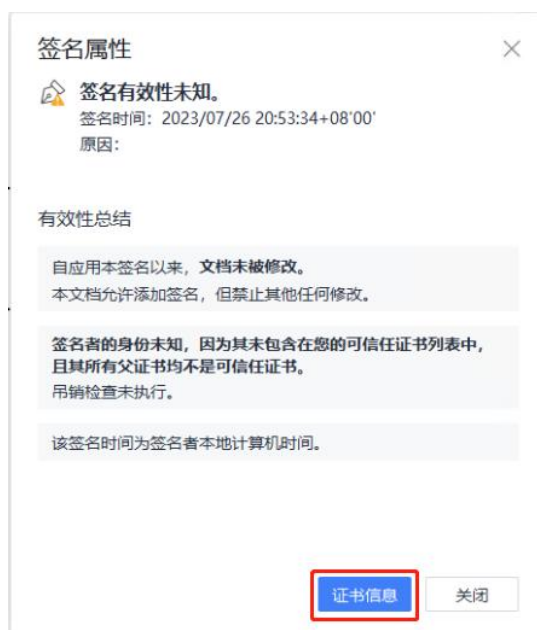 签名属性
签名有效性未知。
签名时间：2023/07/26 20:53:34+08'00'
原因：
有效性总结
自应用本签名以来，文档未被修改。
本文档允许添加签名，但禁止其他任何修改。
签名者的身份未知，因为其未包含在您的可信任证书列表中，
且其所有父证书均不是可信任证书。
吊销检查未执行。
该签名时间为签名者本地计算机时间。
证书信息 关闭